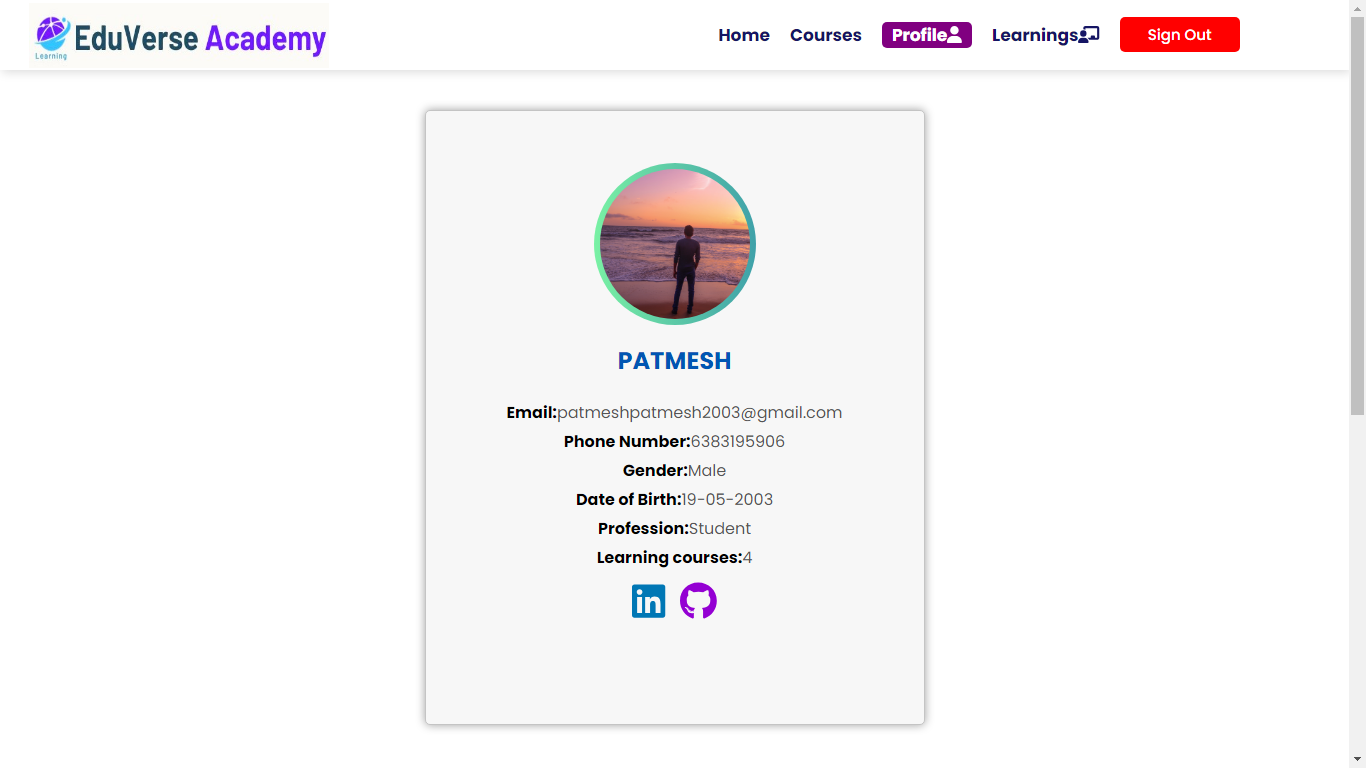 EduVerse Academy
Learning
Home Courses Profile Learnings Sign Out
PATMESH
Email:patmeshpatmesh2003@gmail.com
Phone Number:6383195906
Gender:Male
Date of Birth:19-05-2003
Profession:Student
Learning courses:4
in